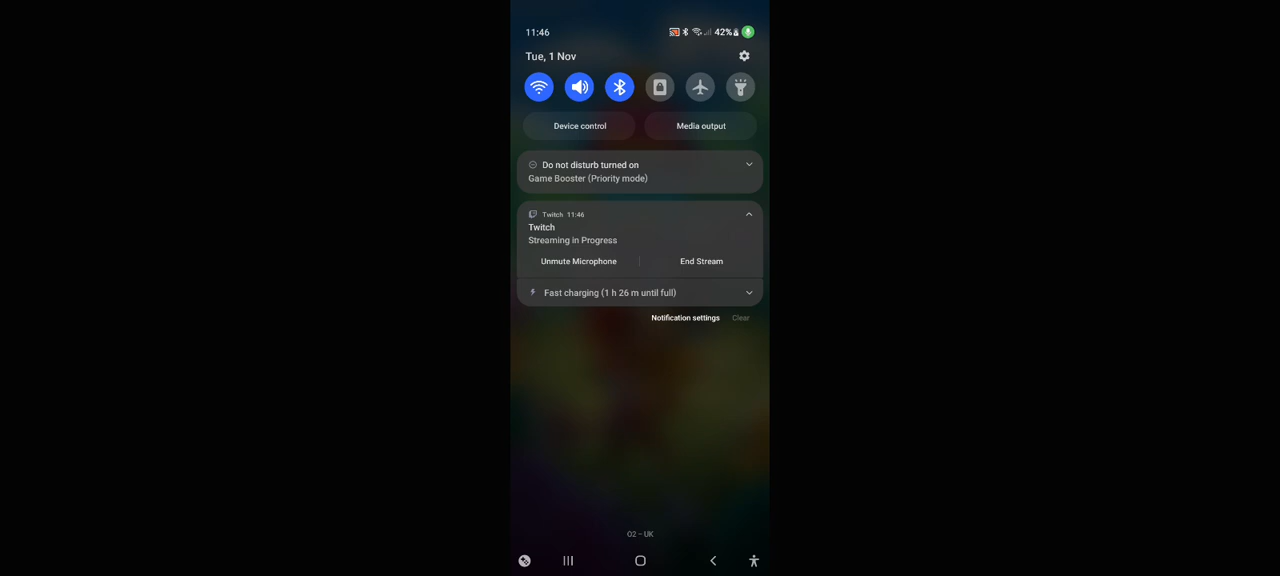 11:46
42%
Tue, 1 Nov
Device control
Media output
Do not disturb turned on
Game Booster (Priority mode)
Twitch 11:46
Twitch
Streaming in Progress
Unmute Microphone
End Stream
Fast charging (1 h 26 m until full)
Notification settings
Clear
O2 – UK